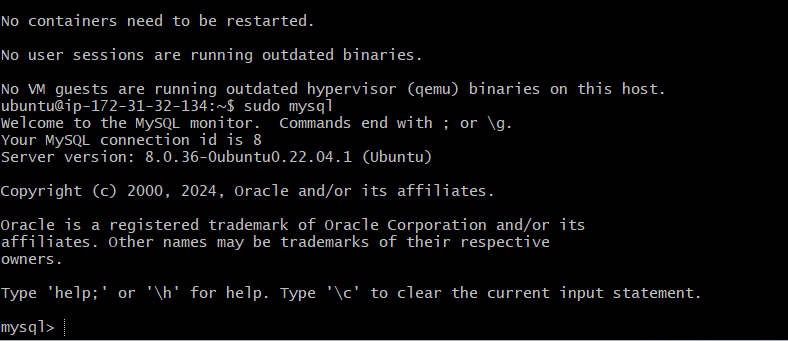 No containers need to be restarted.
No user sessions are running outdated binaries.
No VM guests are running outdated hypervisor (qemu) binaries on this host.
ubuntu@ip-172-31-32-134:~$ sudo mysql
Welcome to the MySQL monitor.  Commands end with ; or \g.
Your MySQL connection id is 8
Server version: 8.0.36-0ubuntu0.22.04.1 (Ubuntu)
Copyright (c) 2000, 2024, Oracle and/or its affiliates.
Oracle is a registered trademark of Oracle Corporation and/or its
affiliates. Other names may be trademarks of their respective
owners.
Type 'help;' or '\h' for help. Type '\c' to clear the current input statement.
mysql>